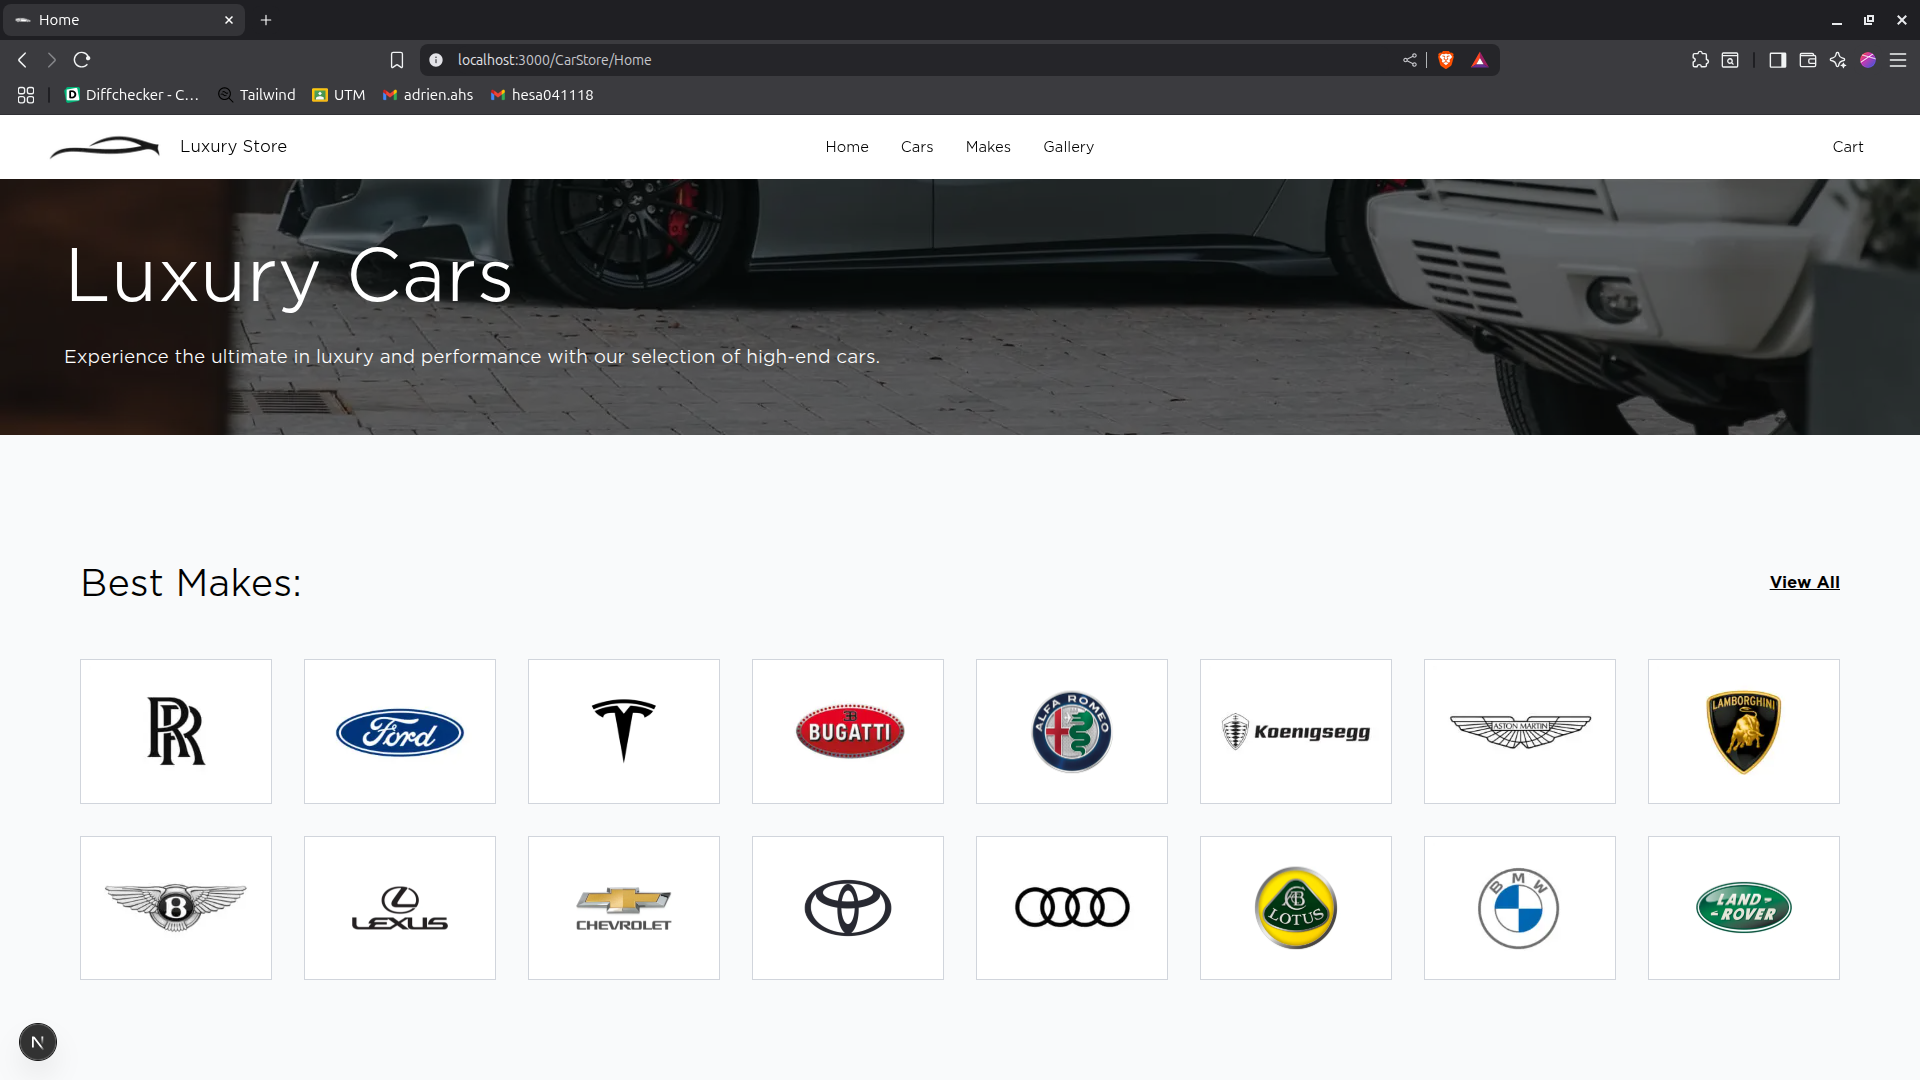 Home
localhost:3000/CarStore/Home
Diffchecker - C... Tailwind UTM adrien.ahs hesa041118
Luxury Store Home Cars Makes Gallery Cart
Luxury Cars
Experience the ultimate in luxury and performance with our selection of high-end cars.
Best Makes: View All
RR Ford BUGATTI ALFA ROMEO Koenigsegg ASTON MARTIN LAMBORGHINI
B LEXUS CHEVROLET LOTUS BMW LAND ROVER
N